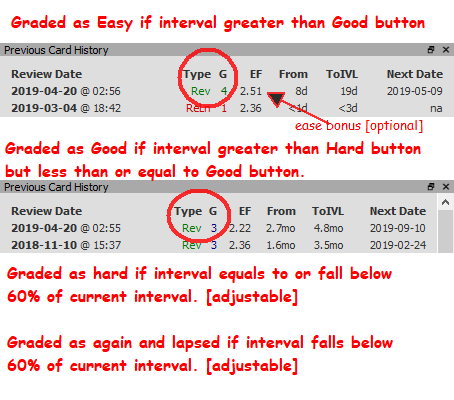 Graded as Easy if interval greater than Good button
Previous Card History
Review Date Type G EF From ToIVL Next Date
2019-04-20 @ 02:56 Rev 4 2.51 8d 19d 2019-05-09
2019-03-04 @ 18:42 ReLn 1 2.36 <1d <3d na
ease bonus [optional]
Graded as Good if interval greater than Hard button
but less than or equal to Good button.
Previous Card History
Review Date Type G EF From ToIVL Next Date
2019-04-20 @ 02:55 Rev 3 2.22 2.7mo 4.8mo 2019-09-10
2018-11-10 @ 15:37 Rev 3 2.36 1.6mo 3.5mo 2019-02-24
Graded as hard if interval equals to or fall below
60% of current interval. [adjustable]
Graded as again and lapsed if interval falls below
60% of current interval. [adjustable]